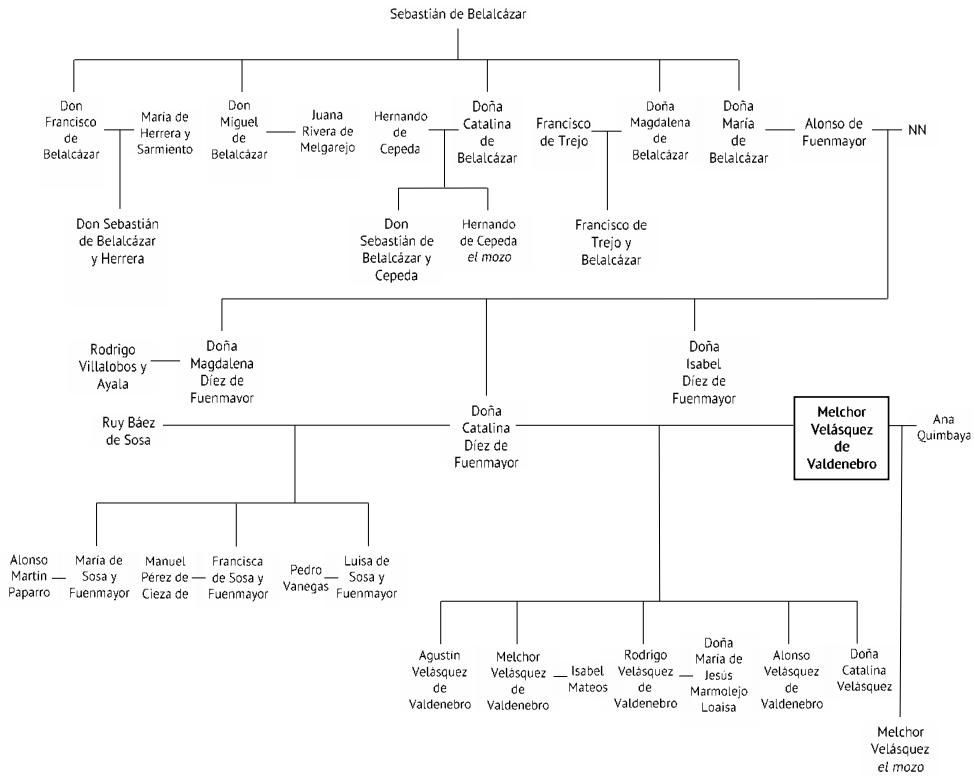 Sebastián de Belalcázar
Don
Francisco
de
Belalcázar
María de
Herrera y
Sarmiento
Don
Miguel
de
Belalcázar
Juana
Rivera de
Melgarejo
Hernando
de
Cepeda
Doña
Catalina
de
Belalcázar
Francisco
de Trejo
Doña
Magdalena
de
Belalcázar
Doña
María
de
Belalcázar
Alonso de
Fuenmayor
NN
Don Sebastián
de Belalcázar
y Herrera
Don
Sebastián de
Belalcázar y
Cepeda
Hernando
de Cepeda
el mozo
Francisco de
Trejo y
Belalcázar
Rodrigo
Villalobos y
Ayala
Doña
Magdalena
Díez de
Fuenmayor
Doña
Isabel
Díez de
Fuenmayor
Ruy Báez
de Sosa
Doña
Catalina
Díez de
Fuenmayor
Melchor
Velásquez
de
Valdenebro
Ana
Quimbaya
Alonso
Martin
Paparro
María de
Sosa y
Fuenmayor
Manuel
Pérez de
Cieza de
Francisca
de Sosa y
Fuenmayor
Pedro
Vanegas
Luisa de
Sosa y
Fuenmayor
Agustin
Velásquez
de
Valdenebro
Melchor
Velásquez
de
Valdenebro
Isabel
Mateos
Rodrigo
Velásquez
de
Valdenebro
Doña
María de
Jesús
Marmolejo
Loaisa
Alonso
Velásquez
de
Valdenebro
Doña
Catalina
Velásquez
Melchor
Velásquez
el mozo